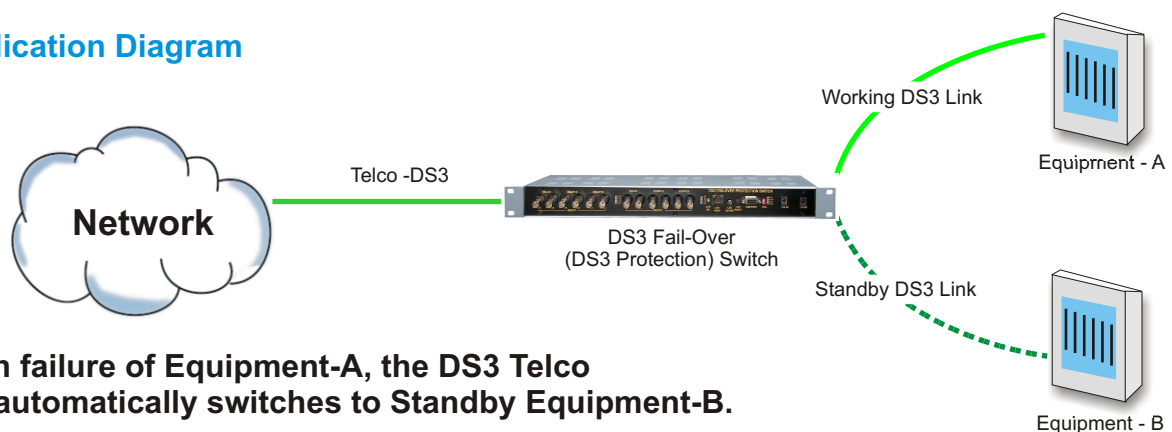 lication Diagram
Working DS3 Link
Equipment - A
Telco -DS3
Network
DS3 Fail-Over
(DS3 Protection) Switch
Standby DS3 Link
n failure of Equipment-A, the DS3 Telco
automatically switches to Standby Equipment-B.
Equipment - B